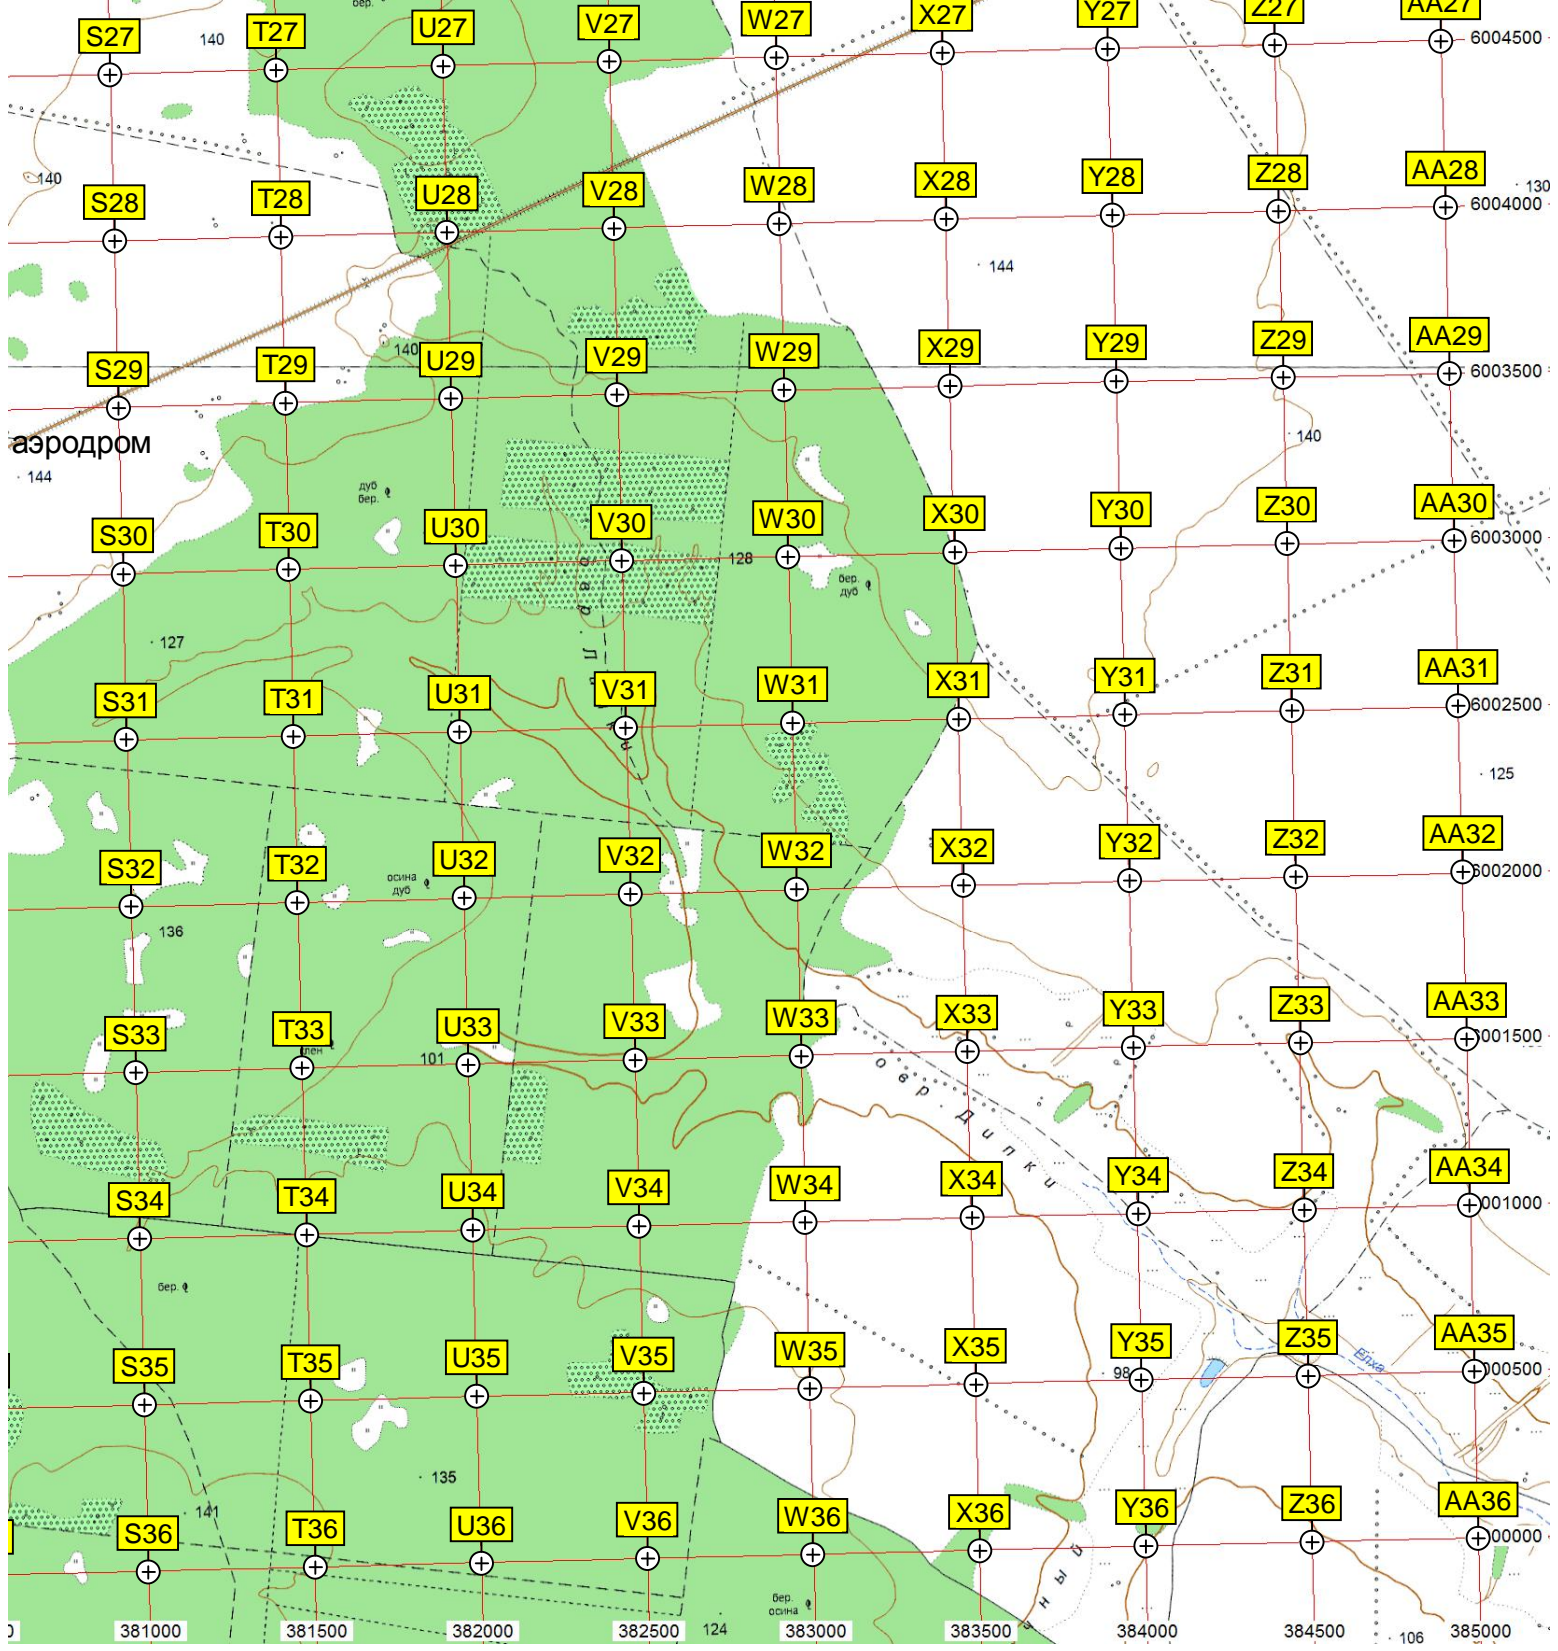 бер.
S27 T27 U27 V27 W27 X27 Y27 Z27 AA27
140
6004500
140
130
S28 T28 U28 V28 W28 X28 Y28 Z28 AA28
6004000
144
140
S29 T29 U29 V29 W29 X29 Y29 Z29 AA29
6003500
аэродром
140
144
дуб
бер.
S30 T30 U30 V30 W30 X30 Y30 Z30 AA30
6003000
128
бер.
дуб
127
S31 T31 U31 V31 W31 X31 Y31 Z31 AA31
6002500
125
S32 T32 U32 V32 W32 X32 Y32 Z32 AA32
6002000
осина
дуб
136
S33 T33 U33 V33 W33 X33 Y33 Z33 AA33
6001500
101
овр. Дипки
S34 T34 U34 V34 W34 X34 Y34 Z34 AA34
001000
бер.
S35 T35 U35 V35 W35 X35 Y35 Z35 AA35
Елха
98
000500
135
141
S36 T36 U36 V36 W36 X36 Y36 Z36 AA36
00000
ный
бер.
осина
124
106
0 381000 381500 382000 382500 383000 383500 384000 384500 385000